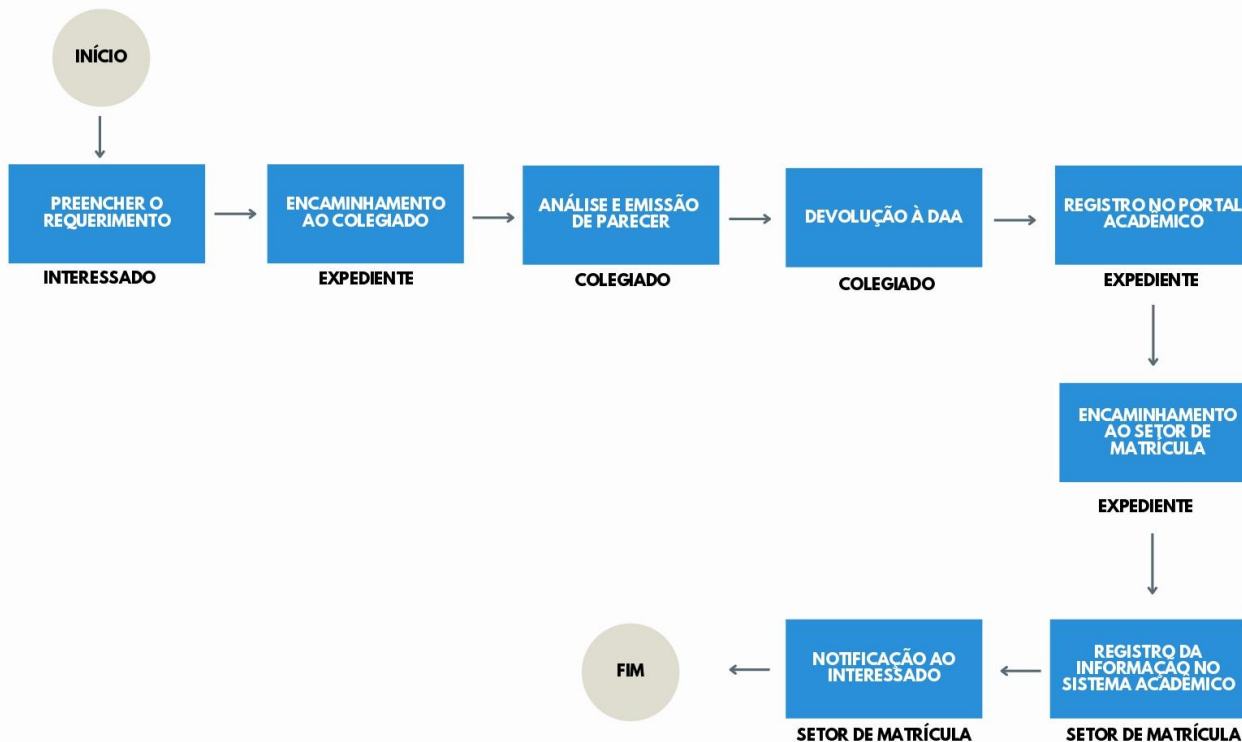 INÍCIO
PREENCHER O
REQUERIMENTO
INTERESSADO
ENCAMINHAMENTO
AO COLEGIADO
EXPEDIENTE
ANÁLISE E EMISSÃO
DE PARECER
COLEGIADO
DEVOLUÇÃO À DAA
COLEGIADO
REGISTRO NO PORTAL
ACADÊMICO
EXPEDIENTE
ENCAMINHAMENTO
AO SETOR DE
MATRÍCULA
EXPEDIENTE
REGISTRO DA
INFORMAÇÃO NO
SISTEMA ACADÊMICO
SETOR DE MATRÍCULA
NOTIFICAÇÃO AO
INTERESSADO
SETOR DE MATRÍCULA
FIM